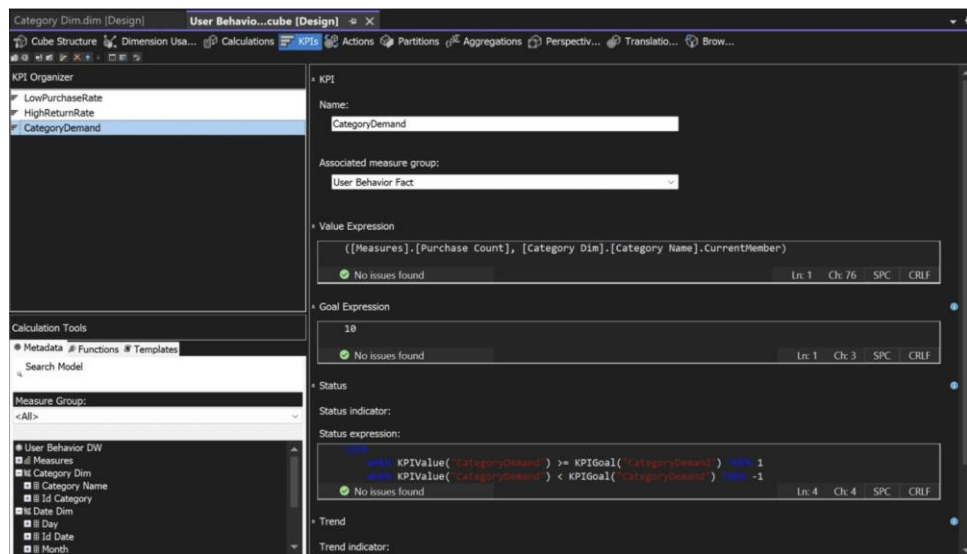 Category Dim.dim [Design]
User Behavio...cube [Design]
Cube Structure
Dimension Usa...
Calculations
KPIs
Actions
Partitions
Aggregations
Perspectiv...
Translatio...
Brow...
KPI Organizer
LowPurchaseRate
HighReturnRate
CategoryDemand
Calculation Tools
Metadata
Functions
Templates
Search Model
Measure Group:
<All>
User Behavior DW
Measures
Category Dim
Category Name
Id Category
Date Dim
Day
Id Date
Month
KPI
Name:
CategoryDemand
Associated measure group:
User Behavior Fact
Value Expression
([Measures].[Purchase Count], [Category Dim].[Category Name].CurrentMember)
No issues found
Ln: 1 Ch: 76 SPC CRLF
Goal Expression
10
No issues found
Ln: 1 Ch: 3 SPC CRLF
Status
Status indicator:
Status expression:
CASE
WHEN KPIValue("CategoryDemand") >= KPIGoal("CategoryDemand") THEN 1
WHEN KPIValue("CategoryDemand") < KPIGoal("CategoryDemand") THEN -1
No issues found
Ln: 4 Ch: 4 SPC CRLF
Trend
Trend indicator: